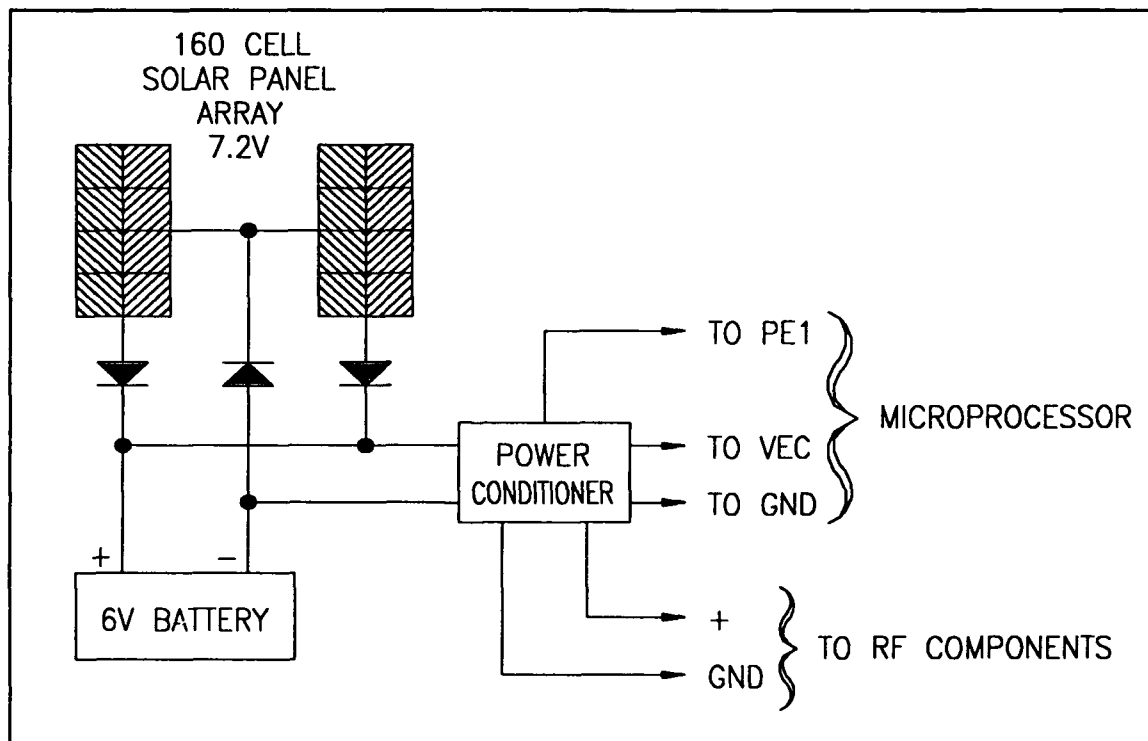 160 CELL
SOLAR PANEL
ARRAY
7.2V
TO PE1
TO VEC
TO GND
MICROPROCESSOR
POWER
CONDITIONER
+ −
6V BATTERY
+
GND
TO RF COMPONENTS